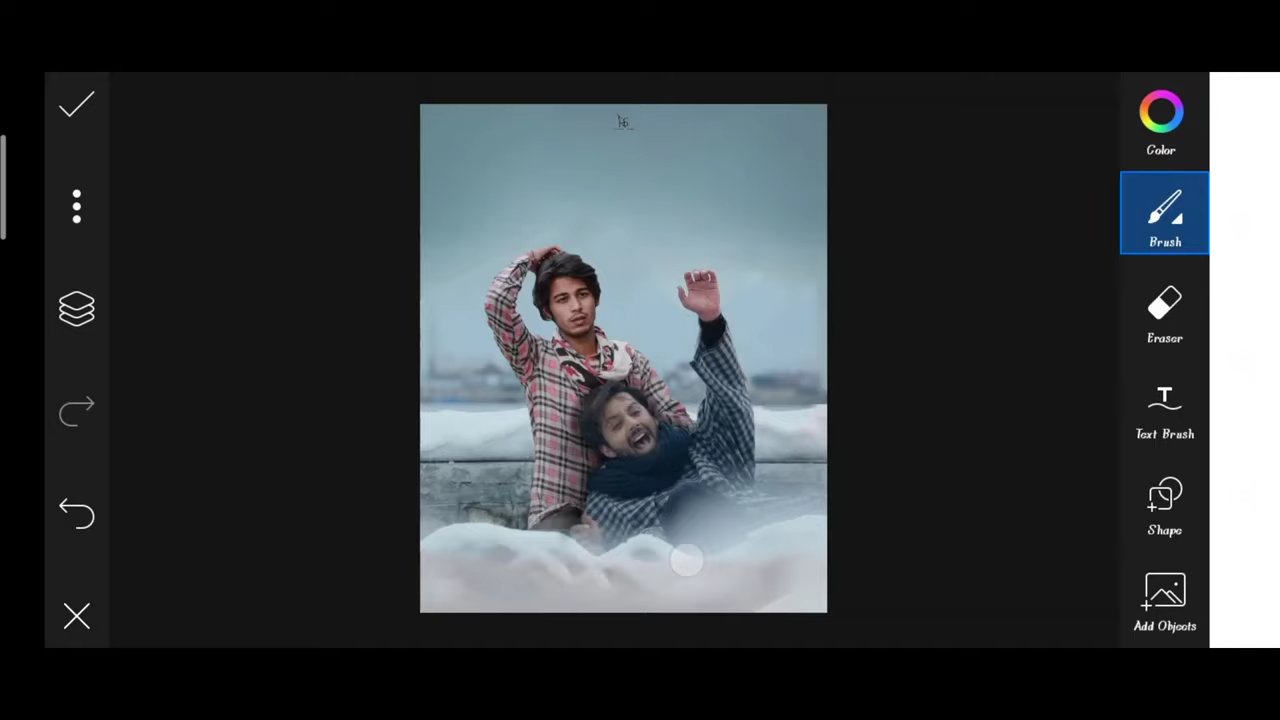 Color
Brush
Eraser
Text Brush
Shape
Add Objects